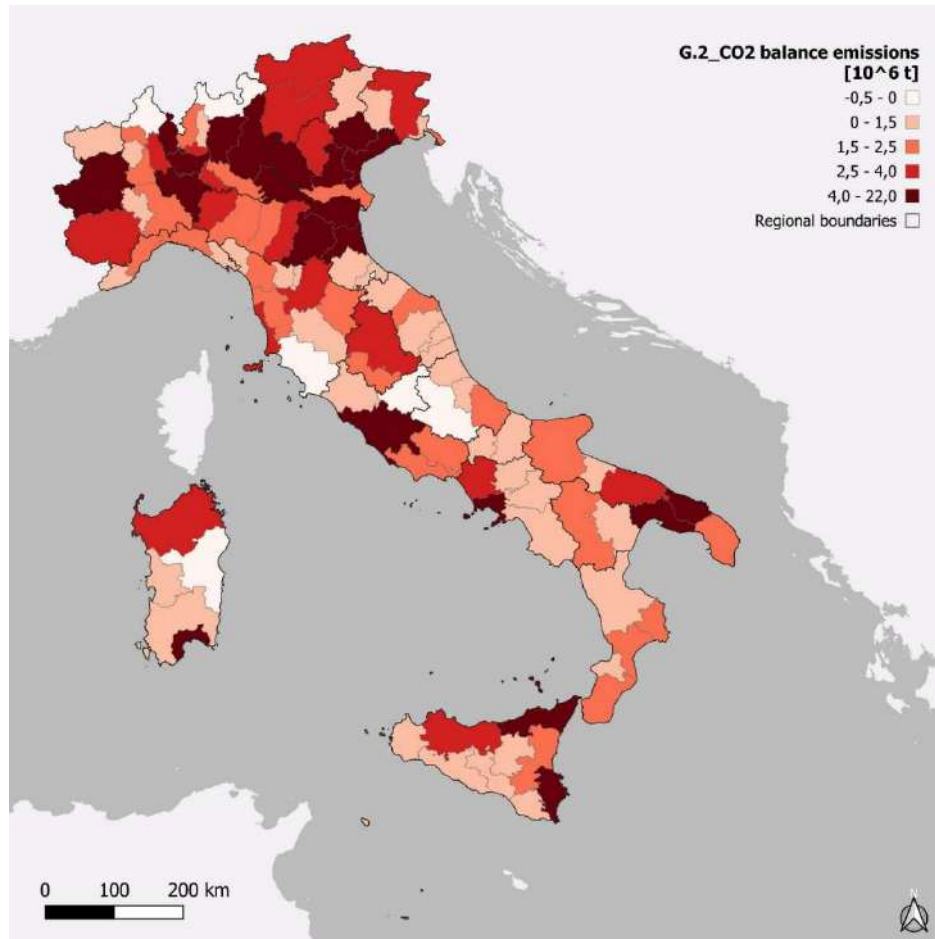 G.2_CO2 balance emissions
[10^6 t]
-0,5 - 0
0 - 1,5
1,5 - 2,5
2,5 - 4,0
4,0 - 22,0
Regional boundaries
0 100 200 km
N